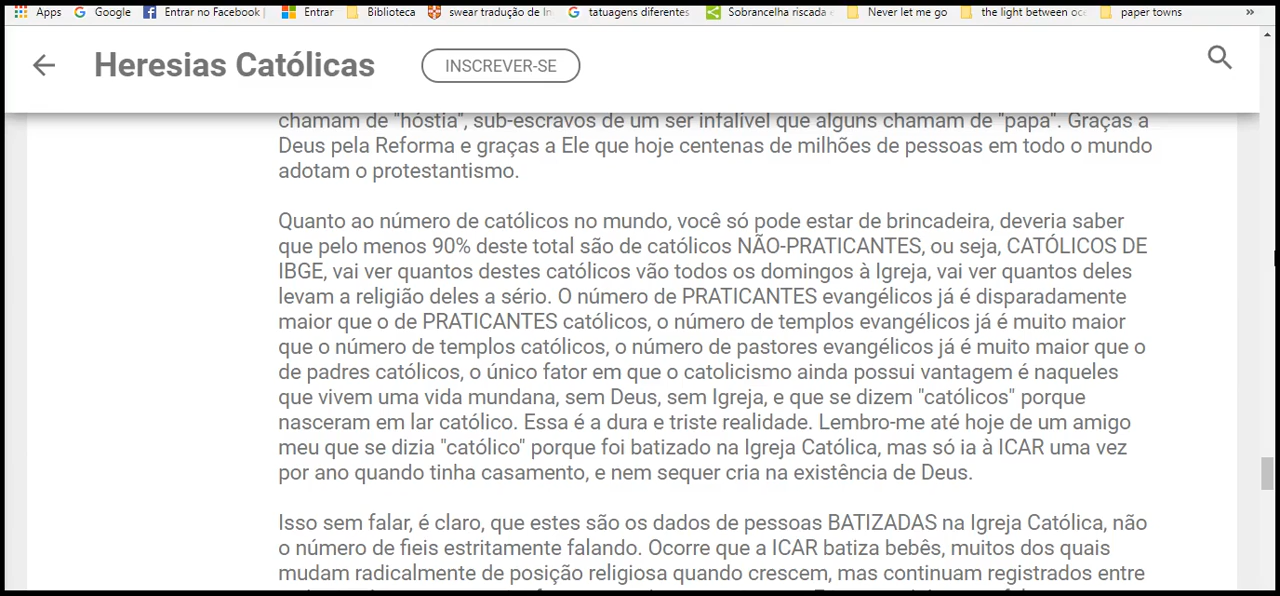 Apps Google Entrar no Facebook Entrar Biblioteca swear tradução de In tatuagens diferentes Sobrancelha riscada Never let me go the light between oce paper towns »
Heresias Católicas INSCREVER-SE
chamam de "hóstia", sub-escravos de um ser infalível que alguns chamam de "papa". Graças a
Deus pela Reforma e graças a Ele que hoje centenas de milhões de pessoas em todo o mundo
adotam o protestantismo.
Quanto ao número de católicos no mundo, você só pode estar de brincadeira, deveria saber
que pelo menos 90% deste total são de católicos NÃO-PRATICANTES, ou seja, CATÓLICOS DE
IBGE, vai ver quantos destes católicos vão todos os domingos à Igreja, vai ver quantos deles
levam a religião deles a sério. O número de PRATICANTES evangélicos já é disparadamente
maior que o de PRATICANTES católicos, o número de templos evangélicos já é muito maior
que o número de templos católicos, o número de pastores evangélicos já é muito maior que o
de padres católicos, o único fator em que o catolicismo ainda possui vantagem é naqueles
que vivem uma vida mundana, sem Deus, sem Igreja, e que se dizem "católicos" porque
nasceram em lar católico. Essa é a dura e triste realidade. Lembro-me até hoje de um amigo
meu que se dizia "católico" porque foi batizado na Igreja Católica, mas só ia à ICAR uma vez
por ano quando tinha casamento, e nem sequer cria na existência de Deus.
Isso sem falar, é claro, que estes são os dados de pessoas BATIZADAS na Igreja Católica, não
o número de fieis estritamente falando. Ocorre que a ICAR batiza bebês, muitos dos quais
mudam radicalmente de posição religiosa quando crescem, mas continuam registrados entre